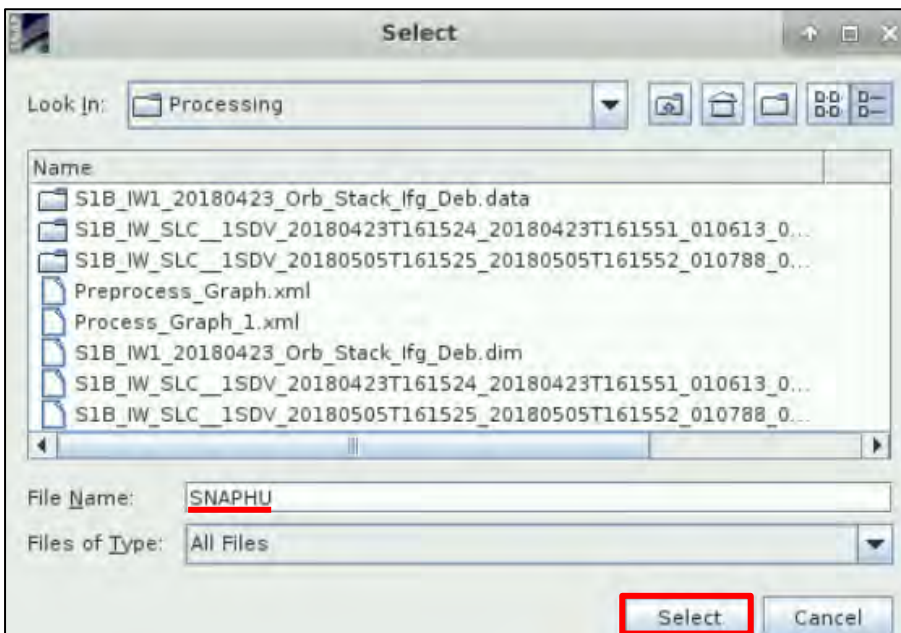 Select
Look In: Processing
Name
S1B_IW1_20180423_Orb_Stack_Ifg_Deb.data
S1B_IW_SLC__1SDV_20180423T161524_20180423T161551_010613_0...
S1B_IW_SLC__1SDV_20180505T161525_20180505T161552_010788_0...
Preprocess_Graph.xml
Process_Graph_1.xml
S1B_IW1_20180423_Orb_Stack_Ifg_Deb.dim
S1B_IW_SLC__1SDV_20180423T161524_20180423T161551_010613_0...
S1B_IW_SLC__1SDV_20180505T161525_20180505T161552_010788_0...
File Name: SNAPHU
Files of Type: All Files
Select Cancel